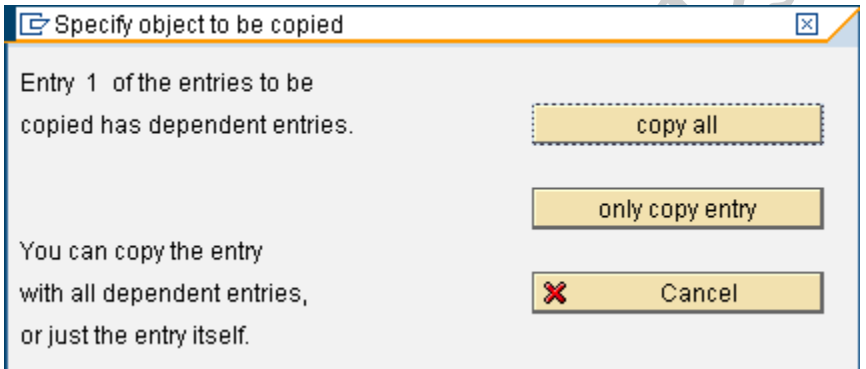 Specify object to be copied
Entry 1 of the entries to be
copied has dependent entries.
copy all
only copy entry
You can copy the entry
with all dependent entries,
or just the entry itself.
Cancel